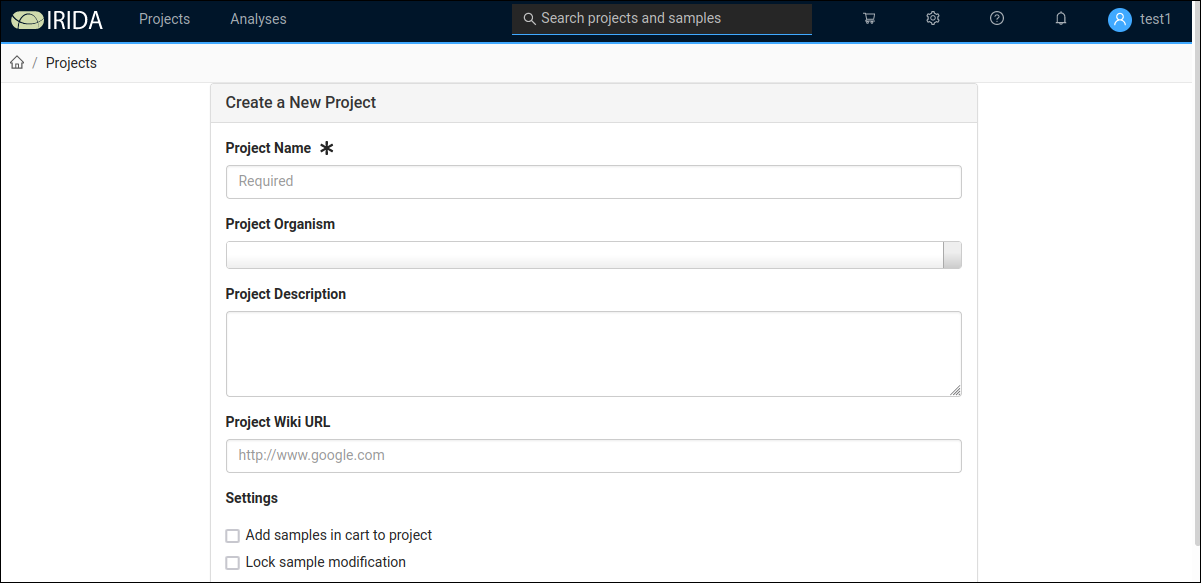 IRIDA Projects Analyses Search projects and samples test1
/ Projects
Create a New Project
Project Name *
Required
Project Organism
Project Description
Project Wiki URL
http://www.google.com
Settings
Add samples in cart to project
Lock sample modification